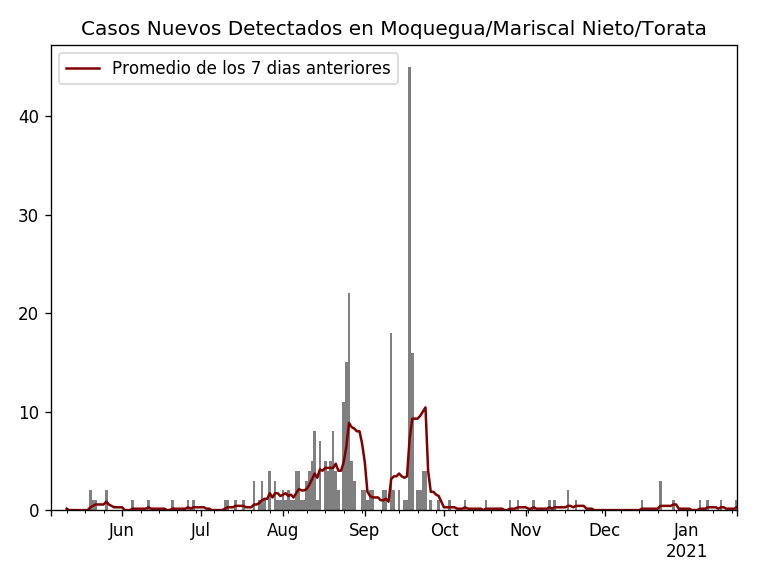 Casos Nuevos Detectados en Moquegua/Mariscal Nieto/Torata
Promedio de los 7 dias anteriores
40
30
20
10
0
Jun Jul Aug Sep Oct Nov Dec Jan
2021